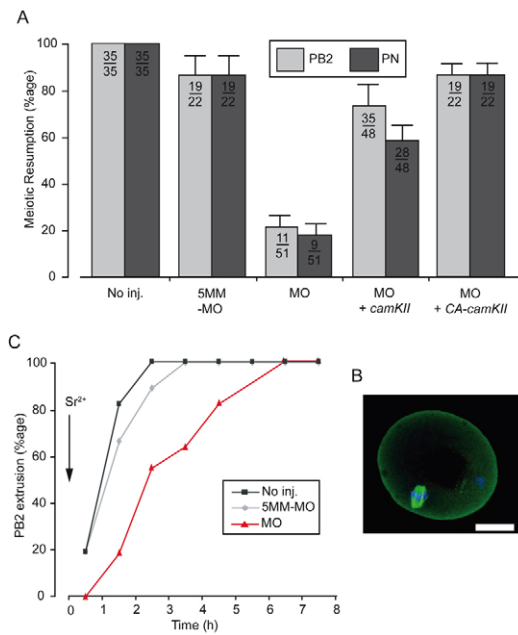 A
Meiotic Resumption (%age)
100
80
60
40
20
0
PB2
PN
35
35
35
35
19
22
19
22
11
51
9
51
35
48
28
48
19
22
19
22
No inj.
5MM
-MO
MO
MO
+ camKII
MO
+ CA-camKII
C
PB2 extrusion (%age)
100
80
60
40
20
0
Sr²⁺
No inj.
5MM-MO
MO
0 1 2 3 4 5 6 7 8
Time (h)
B